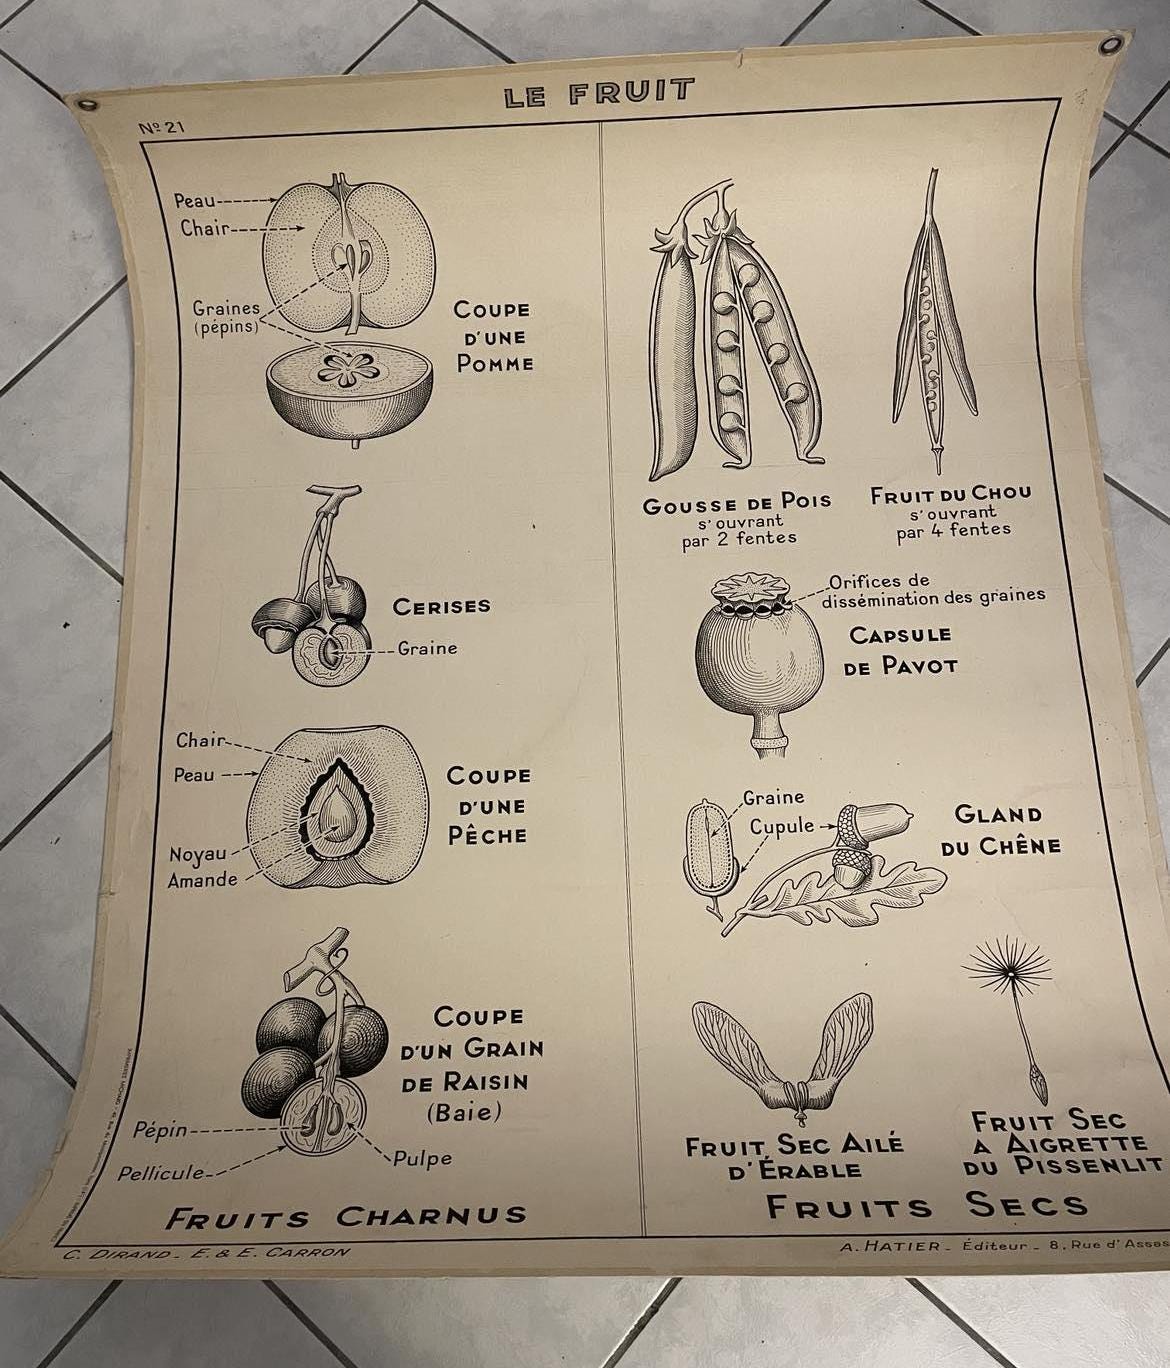 LE FRUIT
Nº 21
Peau
Chair
Graines
(pépins)
COUPE
D'UNE
POMME
CERISES
Graine
Chair
Peau
Noyau
Amande
COUPE
D'UNE
PÊCHE
COUPE
D'UN GRAIN
DE RAISIN
(Baie)
Pépin
Pellicule
Pulpe
FRUITS CHARNUS
GOUSSE DE POIS
s'ouvrant
par 2 fentes
FRUIT DU CHOU
s'ouvrant
par 4 fentes
Orifices de
dissémination des graines
CAPSULE
DE PAVOT
Graine
Cupule
GLAND
DU CHÊNE
FRUIT SEC AILÉ
D'ÉRABLE
FRUIT SEC
A AIGRETTE
DU PISSENLIT
FRUITS SECS
C. DIRAND - E. & E. CARRON
A. HATIER - Éditeur - 8, Rue d'Assas